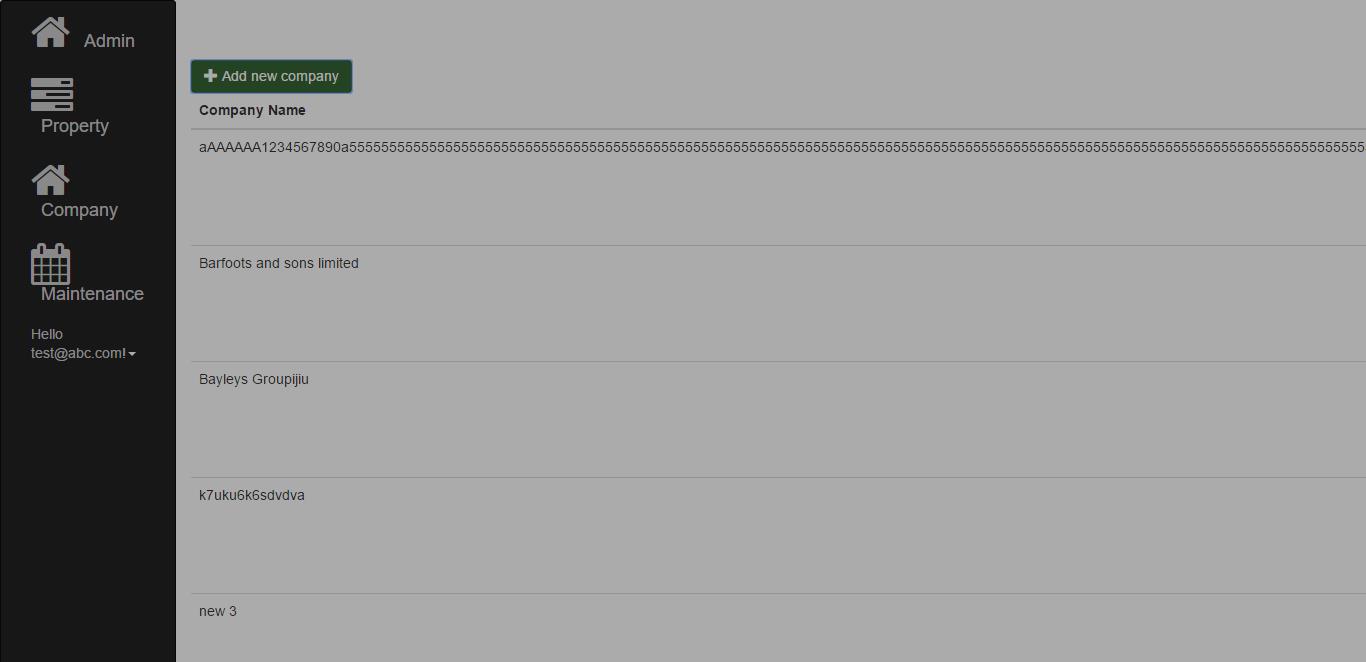 Admin
Add new company
Company Name
Property
aAAAAAA1234567890a5555555555555555555555555555555555555555555555555555555555555555555555555555555555555555555555555555555555555555555
Company
Barfoots and sons limited
Maintenance
Hello
test@abc.com!
Bayleys Groupijiu
k7uku6k6sdvdva
new 3